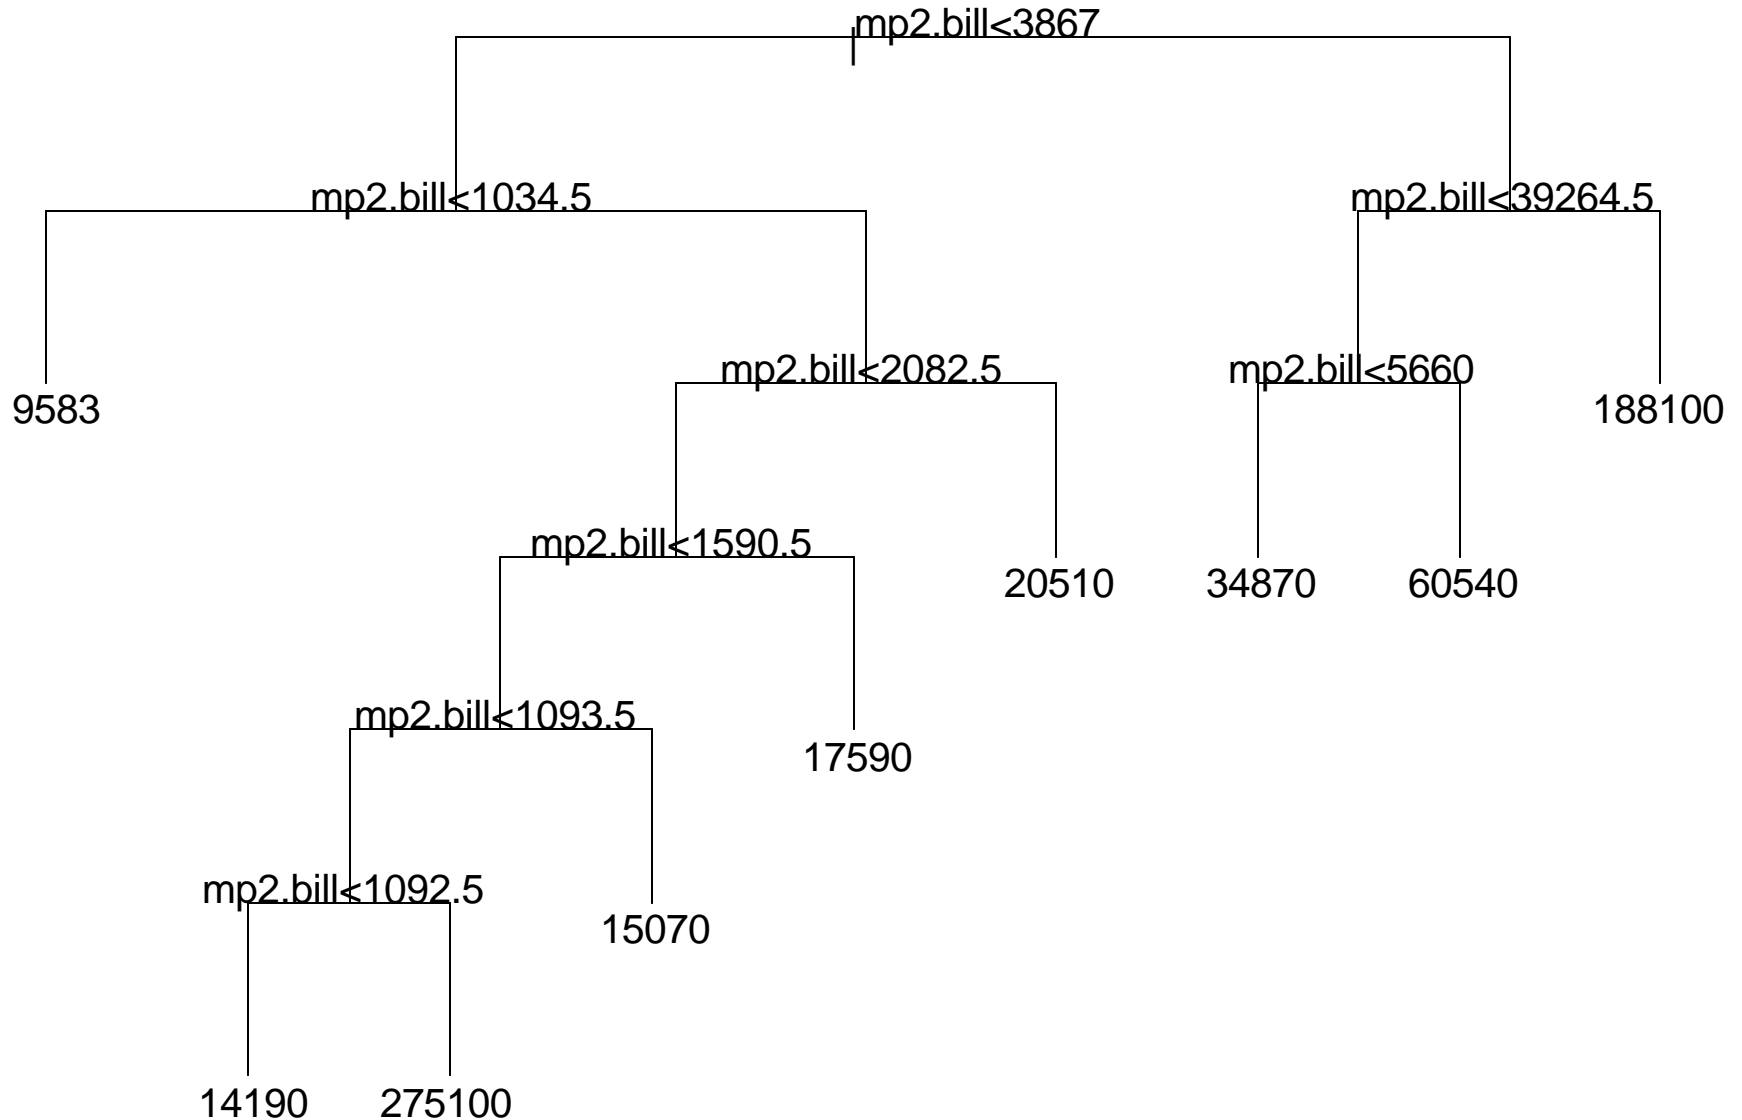 mp2.bill<3867
mp2.bill<1034.5
mp2.bill<39264.5
mp2.bill<2082.5
mp2.bill<5660
9583
188100
mp2.bill<1590.5
20510
34870
60540
mp2.bill<1093.5
17590
mp2.bill<1092.5
15070
14190
275100